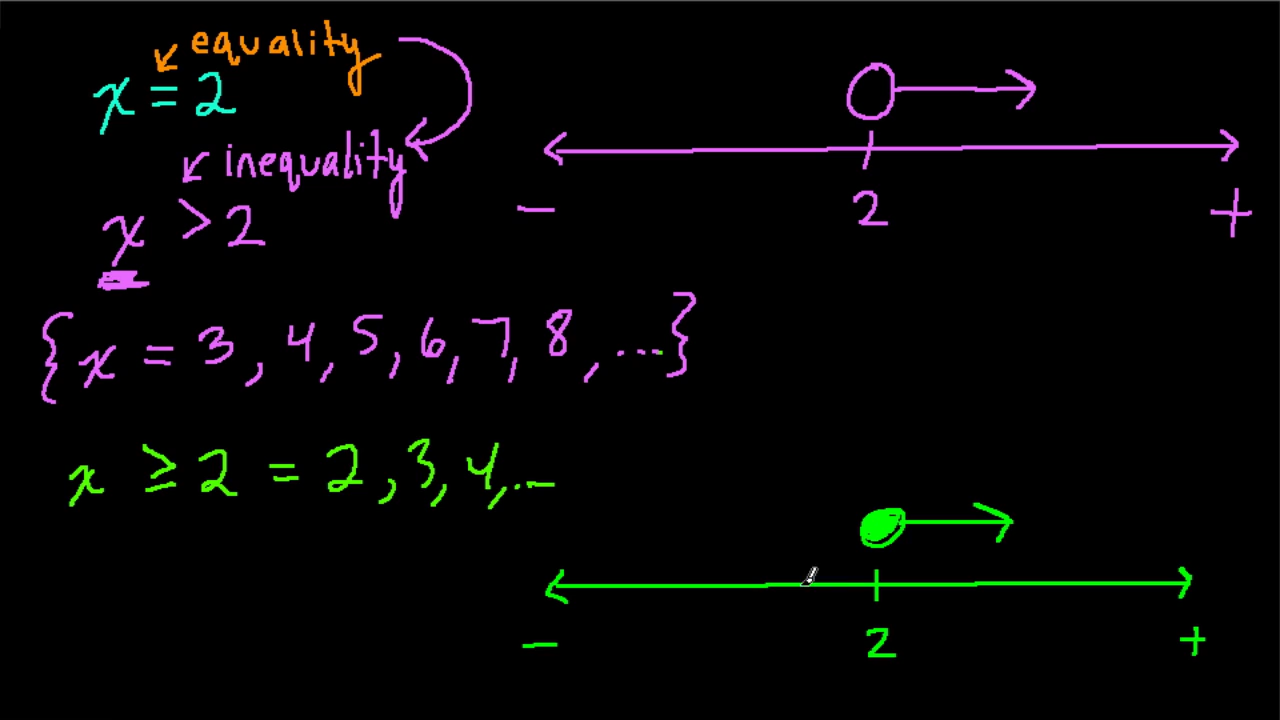 equality
x = 2
inequality
x > 2
- 2 +
{x = 3, 4, 5, 6, 7, 8, ...}
x ≥ 2 = 2, 3, 4, ...
- 2 +